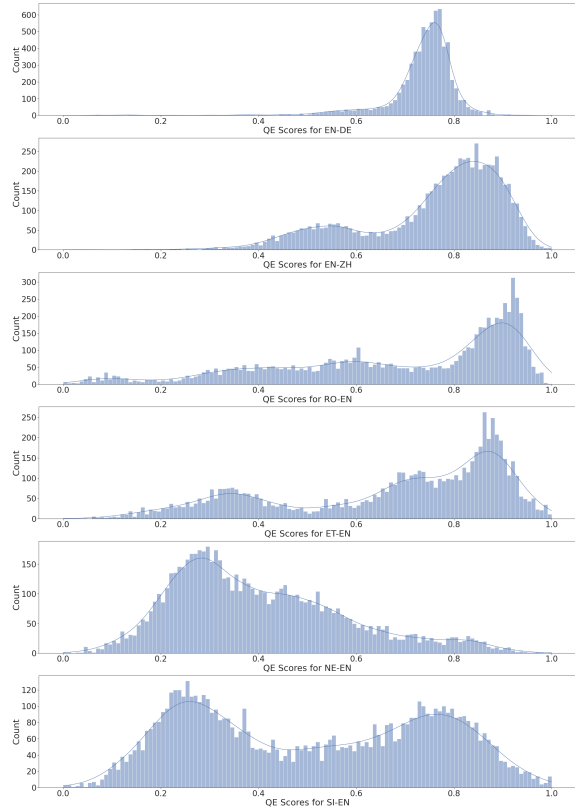 600
500
400
300
200
100
0
Count
0.0 0.2 0.4 0.6 0.8 1.0
QE Scores for EN-DE
250
200
150
100
50
0
Count
0.0 0.2 0.4 0.6 0.8 1.0
QE Scores for EN-ZH
300
250
200
150
100
50
0
Count
0.0 0.2 0.4 0.6 0.8 1.0
QE Scores for RO-EN
250
200
150
100
50
0
Count
0.0 0.2 0.4 0.6 0.8 1.0
QE Scores for ET-EN
150
100
50
0
Count
0.0 0.2 0.4 0.6 0.8 1.0
QE Scores for NE-EN
120
100
80
60
40
20
0
Count
0.0 0.2 0.4 0.6 0.8 1.0
QE Scores for SI-EN